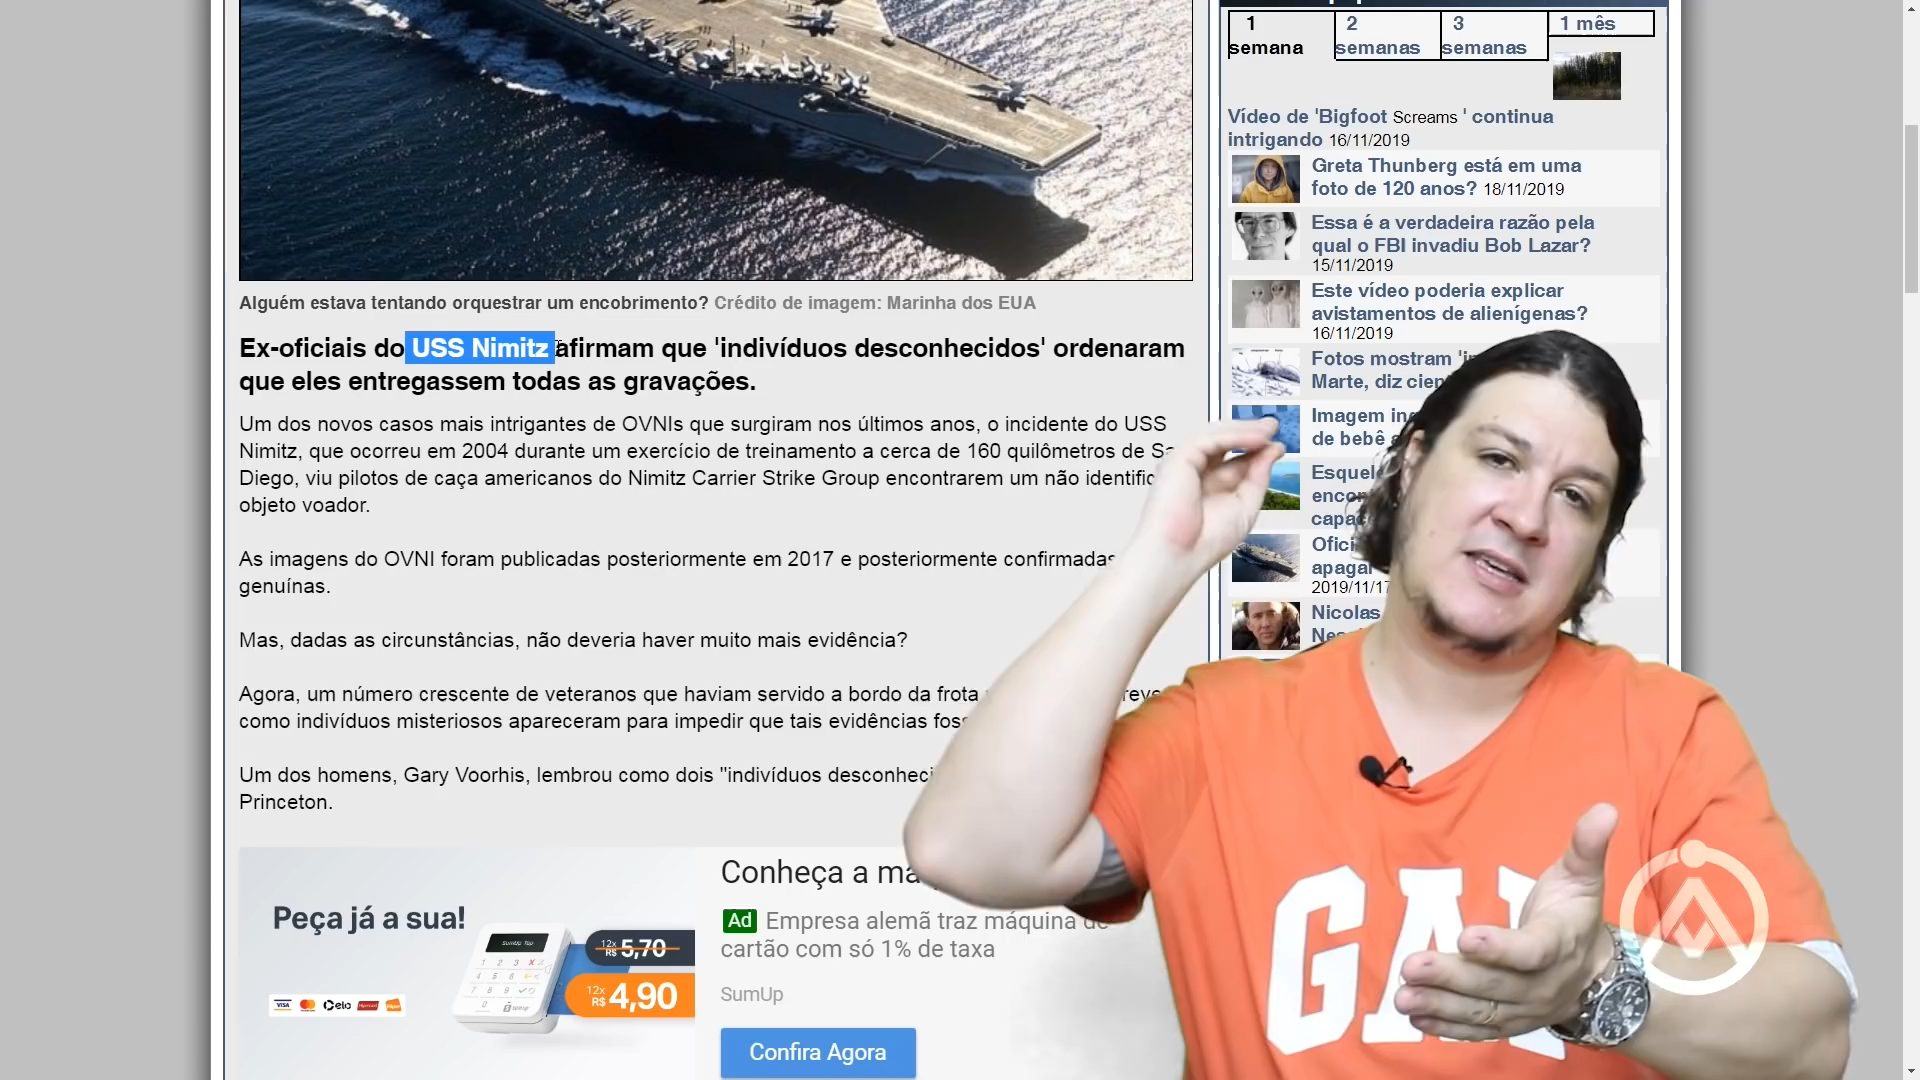 1
semana
2
semanas
3
semanas
1 mês
Vídeo de 'Bigfoot Screams ' continua
intrigando 16/11/2019
Greta Thunberg está em uma
foto de 120 anos? 18/11/2019
Essa é a verdadeira razão pela
qual o FBI invadiu Bob Lazar?
15/11/2019
Este vídeo poderia explicar
avistamentos de alienígenas?
16/11/2019
Fotos mostram
Marte, diz
Imagem
de bebê
2019/11/17
Nicolas
Alguém estava tentando orquestrar um encobrimento? Crédito de imagem: Marinha dos EUA
Ex-oficiais do USS Nimitz afirmam que 'indivíduos desconhecidos' ordenaram
que eles entregassem todas as gravações.
Um dos novos casos mais intrigantes de OVNIs que surgiram nos últimos anos, o incidente do USS
Nimitz, que ocorreu em 2004 durante um exercício de treinamento a cerca de 160 quilômetros de
Diego, viu pilotos de caça americanos do Nimitz Carrier Strike Group encontrarem um não
objeto voador.
As imagens do OVNI foram publicadas posteriormente em 2017 e posteriormente confirmadas
genuínas.
Mas, dadas as circunstâncias, não deveria haver muito mais evidência?
Agora, um número crescente de veteranos que haviam servido a bordo da frota
como indivíduos misteriosos apareceram para impedir que tais evidências
Um dos homens, Gary Voorhis, lembrou como dois "indivíduos
Princeton.
Peça já a sua!
12x R$ 5,70
12x R$ 4,90
VISA
elo
Conheça a
Ad Empresa alemã traz máquina de
cartão com só 1% de taxa
SumUp
Confira Agora
GA